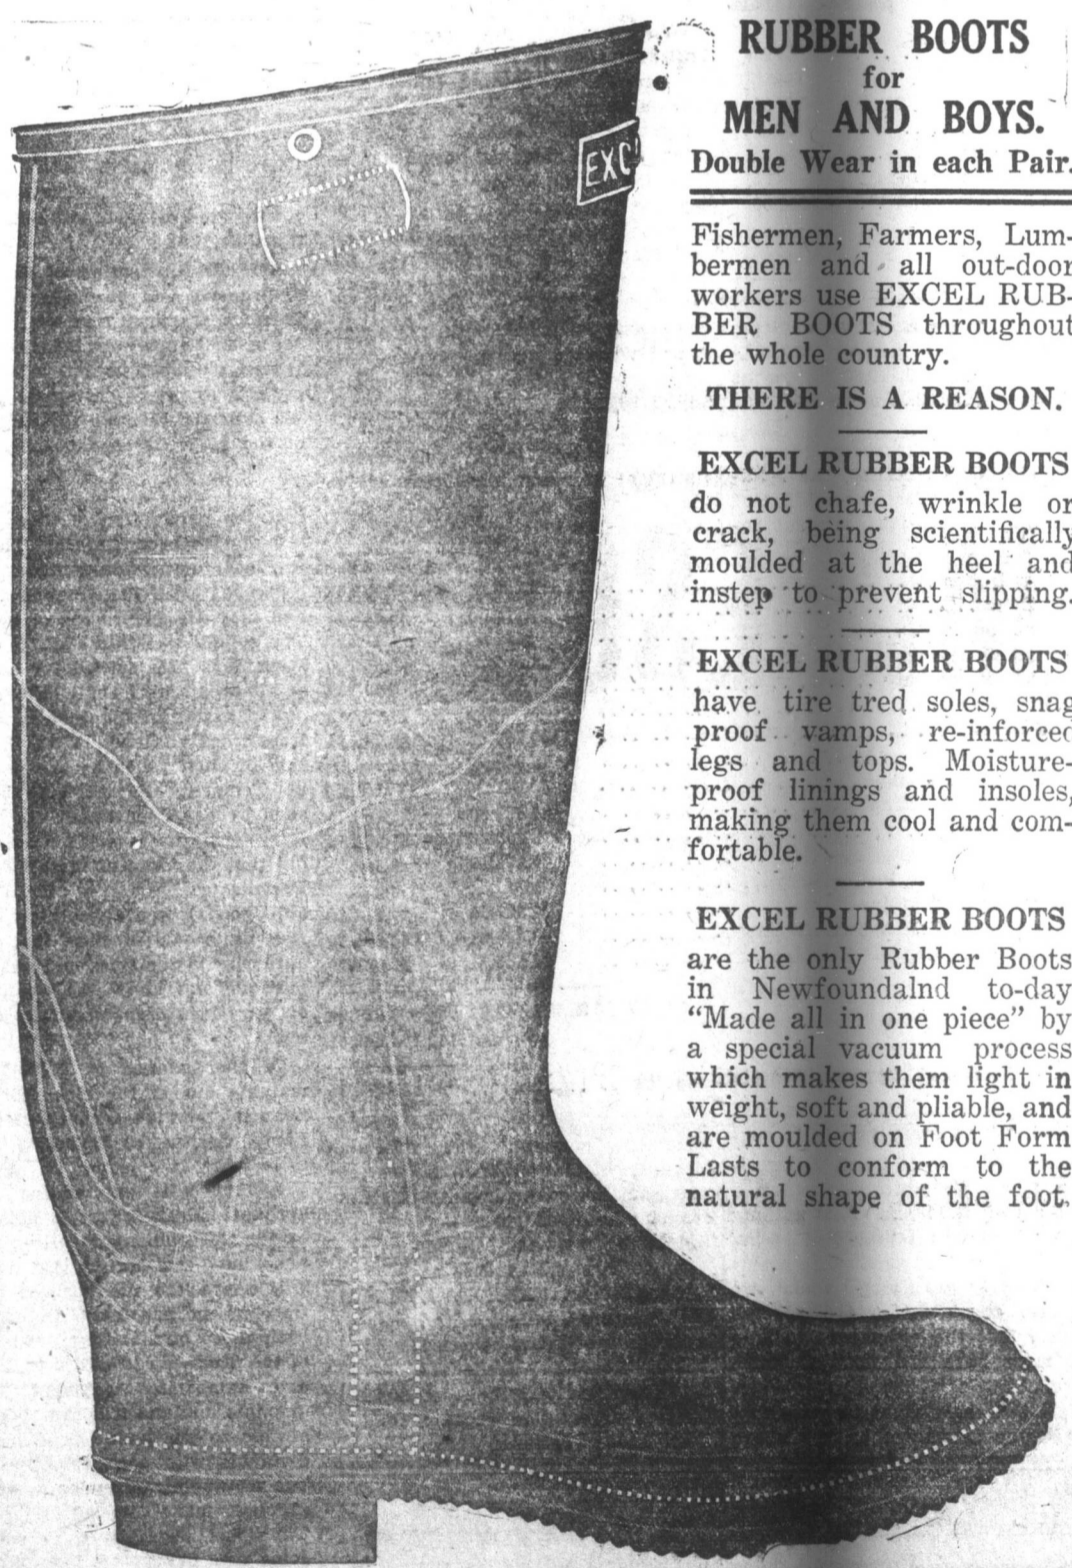 RUBBER BOOTS
for
MEN AND BOYS.
Double Wear in each Pair.
EXC
Fishermen, Farmers, Lum-
bermen and all out-door
workers use EXCEL RUB-
BER BOOTS throughout
the whole country.
THERE IS A REASON.
EXCEL RUBBER BOOTS
do not chafe, wrinkle or
crack, being scientifically
moulded at the heel and
instep to prevent slipping.
EXCEL RUBBER BOOTS
have tire tred soles, snag
proof vamps, re-inforced
legs and tops. Moisture-
proof linings and insoles,
making them cool and com-
fortable.
EXCEL RUBBER BOOTS
are the only Rubber Boots
in Newfoundalnd to-day
“Made all in one piece” by
a special vacuum process
which makes them light in
weight, soft and pliable, and
are moulded on Foot Form
Lasts to conform to the
natural shape of the foot.